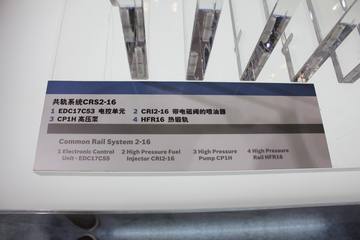 共轨系统CRS2-16
1 EDC17C53 电控单元 2 CRI2-16 带电磁阀的喷油器
3 CP1H 高压泵 4 HFR16 热锻轨
Common Rail System 2-16
1 Electronic Control 2 High Pressure Fuel 3 High Pressure 4 High Pressure
Unit - EDC17C53 Injector CRI2-16 Pump CP1H Rail HFR16